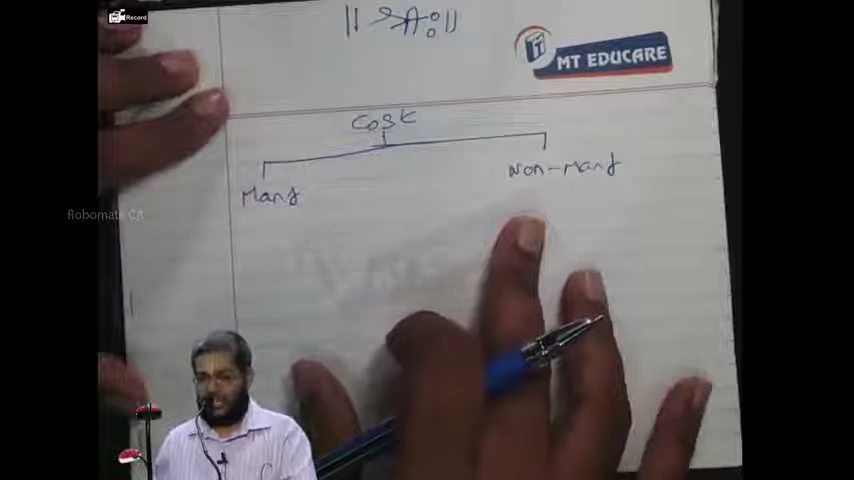 Record
|| श्रीः ||
MT EDUCARE
Cost
Manf
Non-Manf
Robomate CA